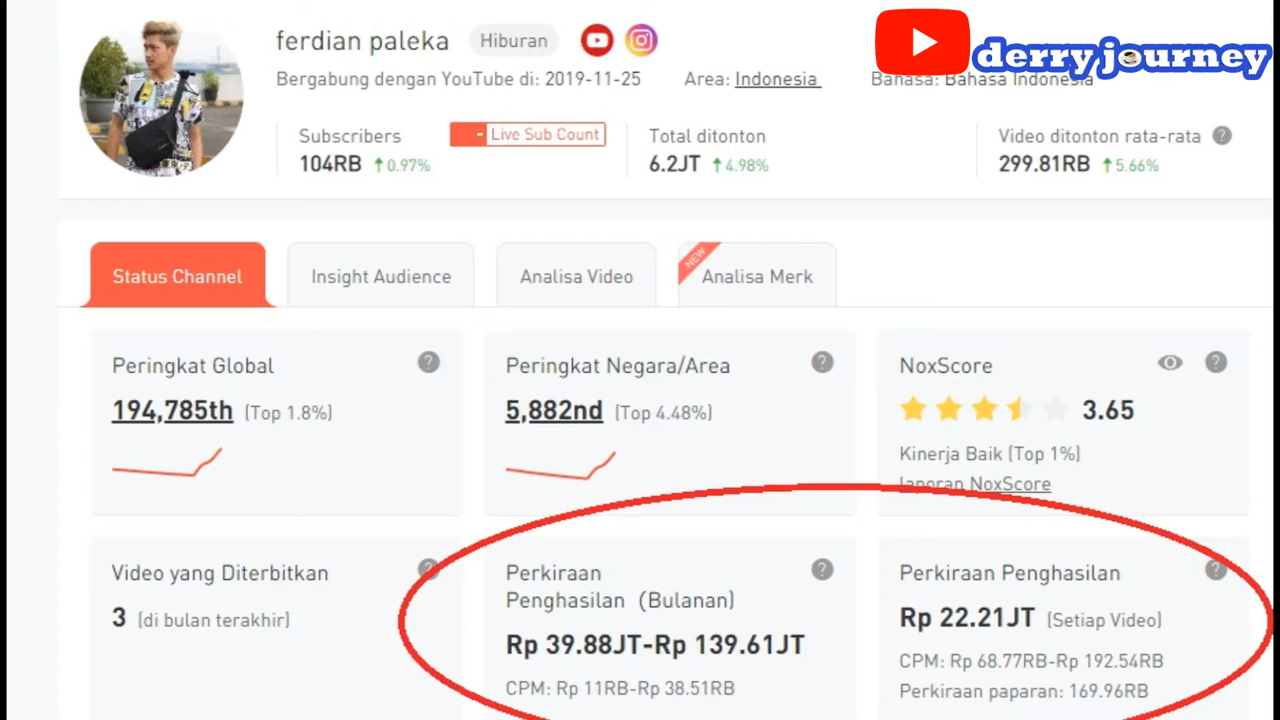 ferdian paleka Hiburan
derry journey
Bergabung dengan YouTube di: 2019-11-25 Area: Indonesia Bahasa: Bahasa Indonesia
Subscribers - Live Sub Count Total ditonton Video ditonton rata-rata ?
104RB 0.97% 6.2JT 4.98% 299.81RB 5.66%
Status Channel Insight Audience Analisa Video NEW Analisa Merk
Peringkat Global ?
194,785th (Top 1.8%)
Peringkat Negara/Area ?
5,882nd (Top 4.48%)
NoxScore ?
3.65
Kinerja Baik (Top 1%)
laporan NoxScore
Video yang Diterbitkan ?
3 (di bulan terakhir)
Perkiraan ?
Penghasilan (Bulanan)
Rp 39.88JT-Rp 139.61JT
CPM: Rp 11RB-Rp 38.51RB
Perkiraan Penghasilan ?
Rp 22.21JT (Setiap Video)
CPM: Rp 68.77RB-Rp 192.54RB
Perkiraan paparan: 169.96RB